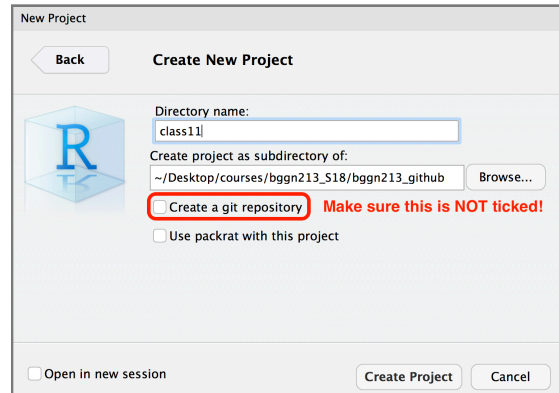 New Project
Back
Create New Project
R
Directory name:
class11
Create project as subdirectory of:
~/Desktop/courses/bggn213_S18/bggn213_github
Browse...
Create a git repository
Make sure this is NOT ticked!
Use packrat with this project
Open in new session
Create Project
Cancel